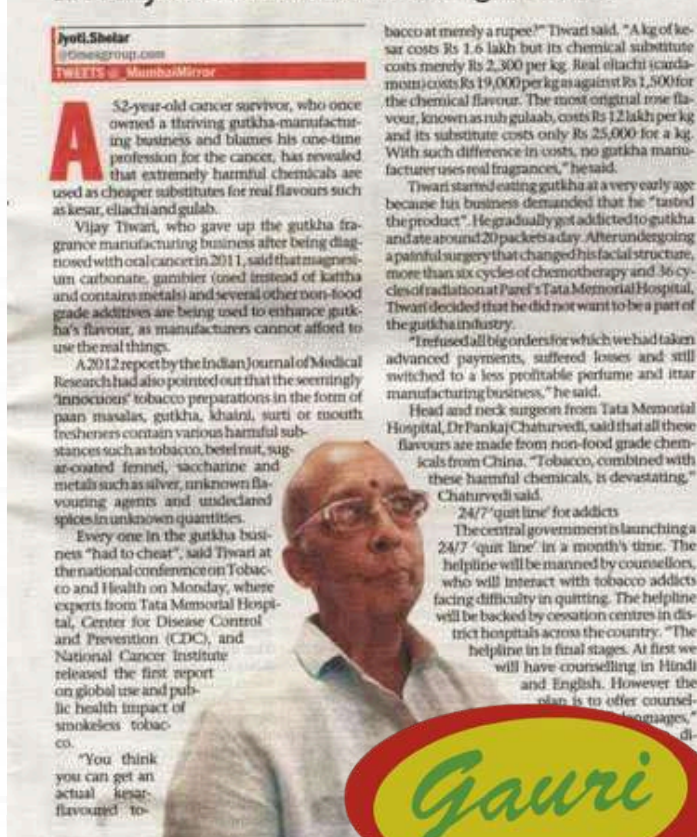 Jyoti.Shelar
@timesgroup.com
TWEETS @_MumbaiMirror
A 52-year-old cancer survivor, who once
owned a thriving gutkha-manufactur-
ing business and blames his one-time
profession for the cancer, has revealed
that extremely harmful chemicals are
used as cheaper substitutes for real flavours such
as kesar, eliachi and gulab.
Vijay Tiwari, who gave up the gutkha fra-
grance manufacturing business after being diag-
nosed with oral cancer in 2011, said that magnesi-
um carbonate, gambier (used instead of kattha
and contains metals) and several other non-food
grade additives are being used to enhance gutk-
ha's flavour, as manufacturers cannot afford to
use the real things.
A 2012 report by the Indian Journal of Medical
Research had also pointed out that the seemingly
'innocuous' tobacco preparations in the form of
paan masalas, gutkha, khaini, surti or mouth
fresheners contain various harmful sub-
stances such as tobacco, betel nut, sug-
ar-coated fennel, saccharine and
metals such as silver, unknown fla-
vouring agents and undeclared
spices in unknown quantities.
Every one in the gutkha busi-
ness "had to cheat", said Tiwari at
the national conference on Tobac-
co and Health on Monday, where
experts from Tata Memorial Hospi-
tal, Center for Disease Control
and Prevention (CDC), and
National Cancer Institute
released the first report
on global use and pub-
lic health impact of
smokeless tobac-
co.
"You think
you can get an
actual kesar-
flavoured to-
bacco at merely a rupee?" Tiwari said. "A kg of ke-
sar costs Rs 1.6 lakh but its chemical substitute
costs merely Rs 2,300 per kg. Real eliachi (carda-
mom) costs Rs 19,000 per kg as against Rs 1,500 for
the chemical flavour. The most original rose fla-
vour, known as ruh gulaab, costs Rs 12 lakh per kg
and its substitute costs only Rs 25,000 for a kg.
With such difference in costs, no gutkha manu-
facturer uses real fragrances," he said.
Tiwari started eating gutkha at a very early age
because his business demanded that he "tasted
the product". He gradually got addicted to gutkha
and ate around 20 packets a day. After undergoing
a painful surgery that changed his facial structure,
more than six cycles of chemotherapy and 36 cy-
cles of radiation at Parel's Tata Memorial Hospital,
Tiwari decided that he did not want to be a part of
the gutkha industry.
"I refused all big orders for which we had taken
advanced payments, suffered losses and still
switched to a less profitable perfume and ittar
manufacturing business," he said.
Head and neck surgeon from Tata Memorial
Hospital, Dr Pankaj Chaturvedi, said that all these
flavours are made from non-food grade chem-
icals from China. "Tobacco, combined with
these harmful chemicals, is devastating,"
Chaturvedi said.
24/7 'quit line' for addicts
The central government is launching a
24/7 'quit line' in a month's time. The
helpline will be manned by counsellors,
who will interact with tobacco addicts
facing difficulty in quitting. The helpline
will be backed by cessation centres in dis-
trict hospitals across the country. "The
helpline in is final stages. At first we
will have counselling in Hindi
and English. However the
plan is to offer counsel-
languages,"
di-
Gauri